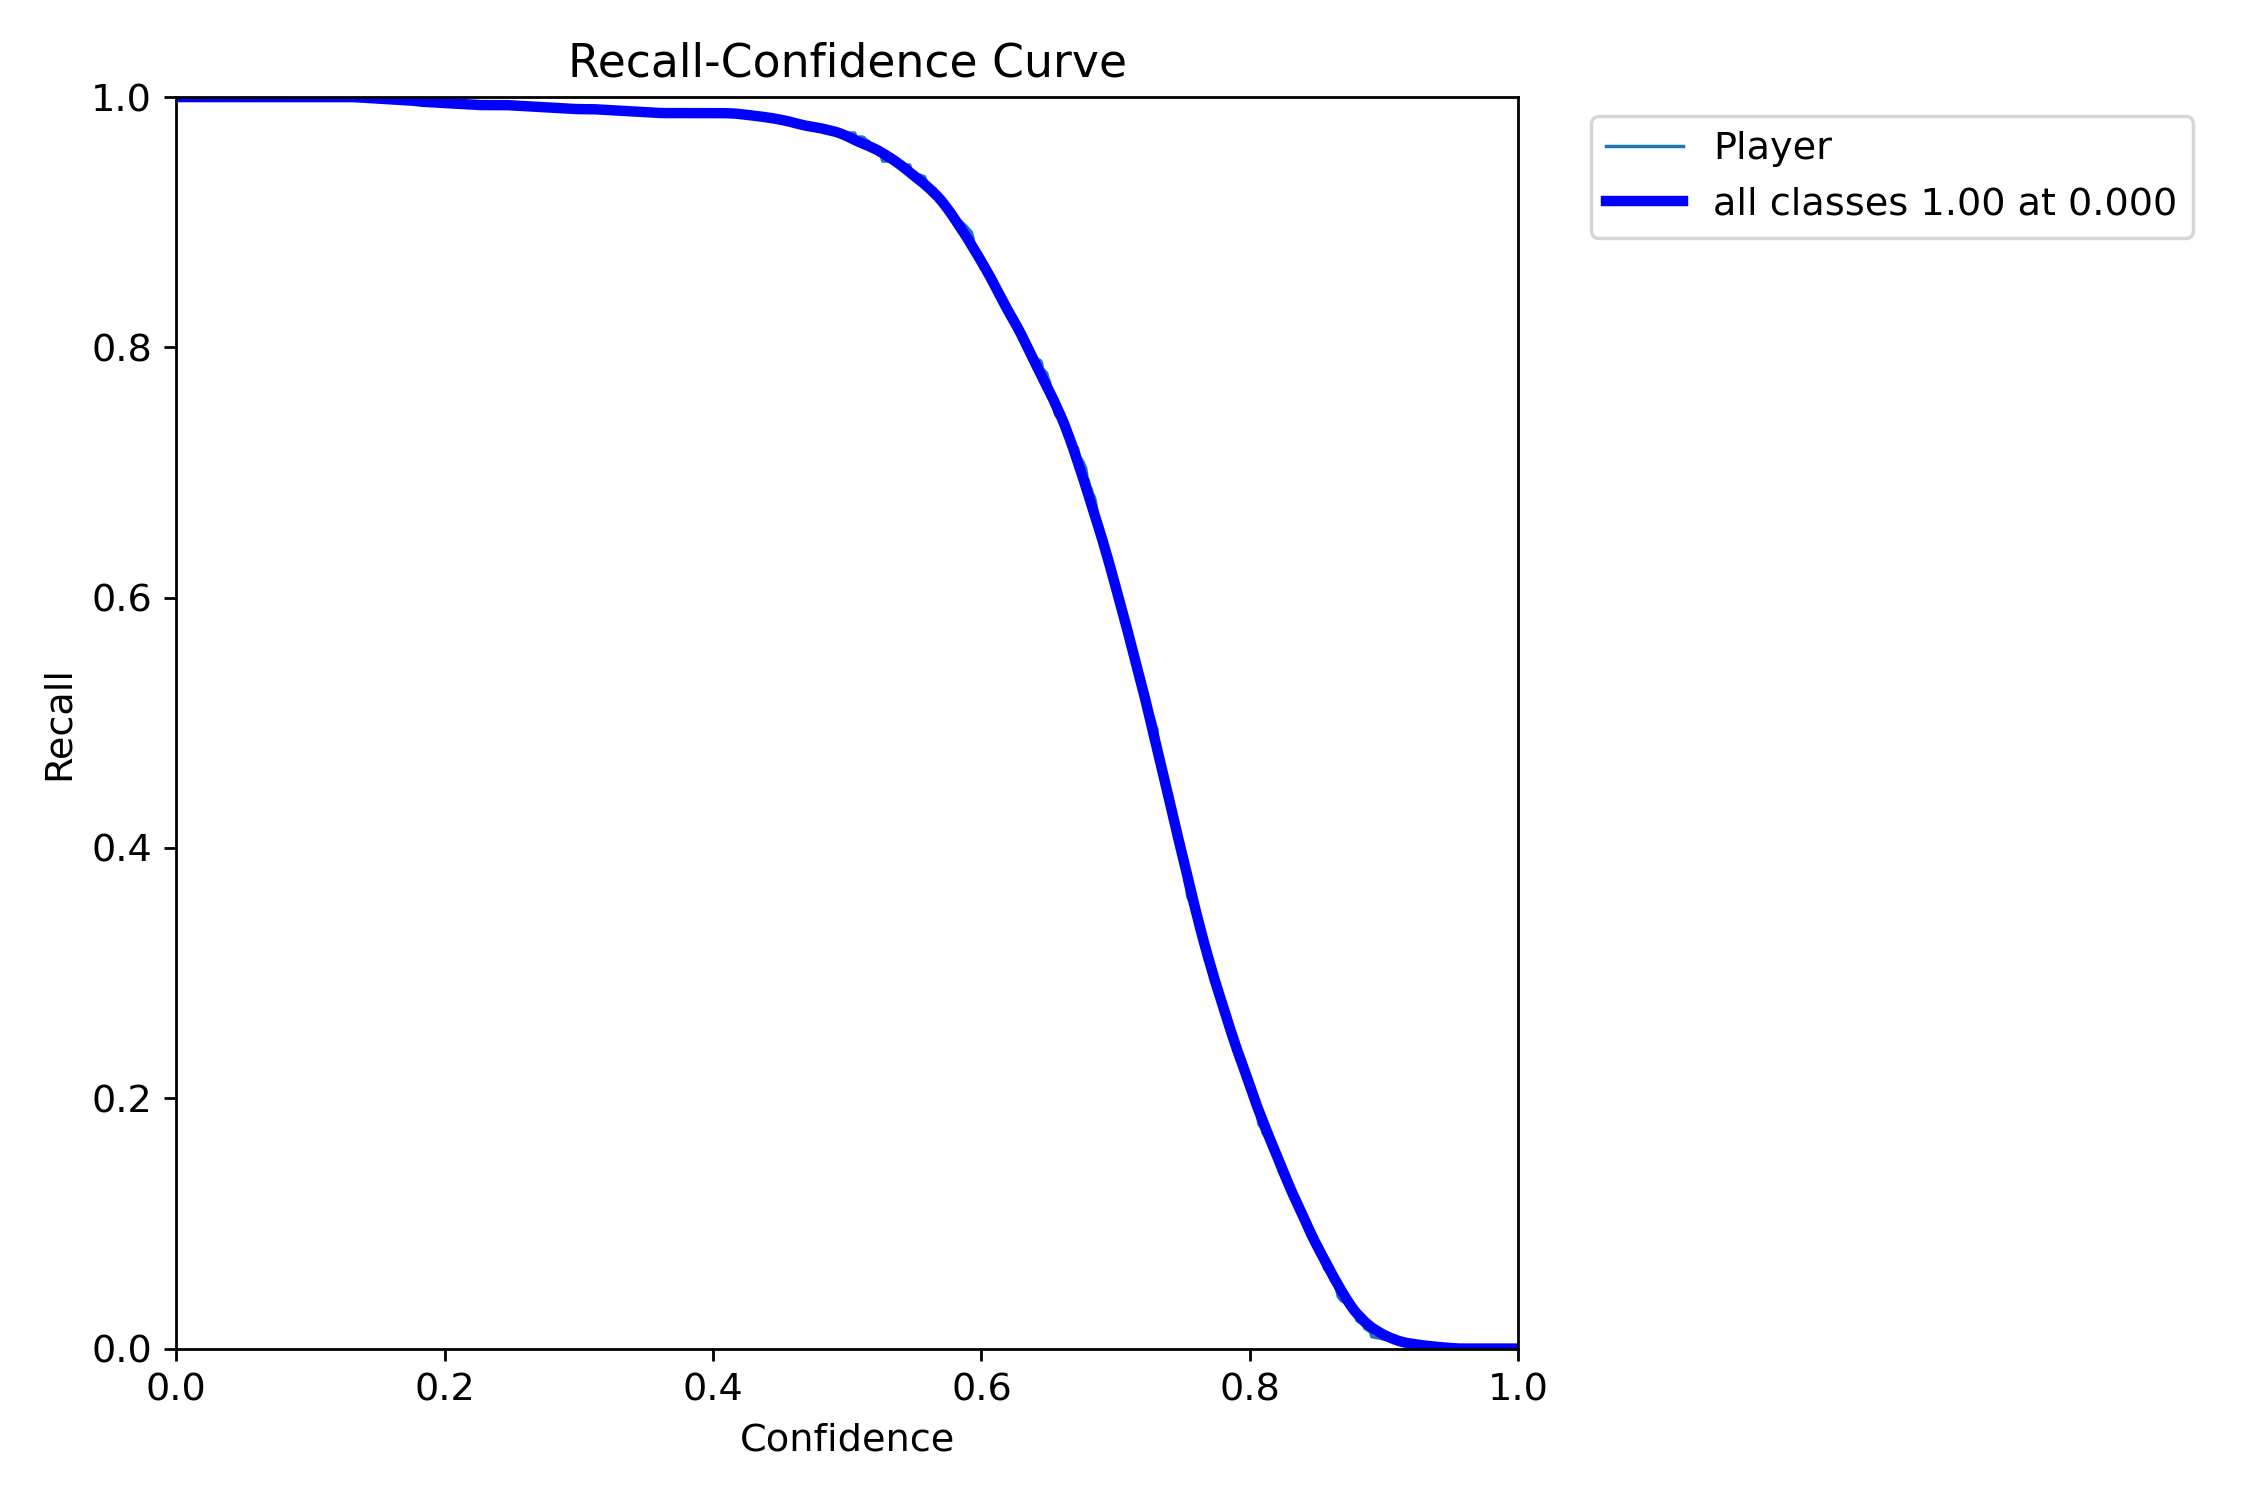 Recall-Confidence Curve
Player
all classes 1.00 at 0.000
1.0
0.8
0.6
0.4
0.2
0.0
Recall
0.0 0.2 0.4 0.6 0.8 1.0
Confidence